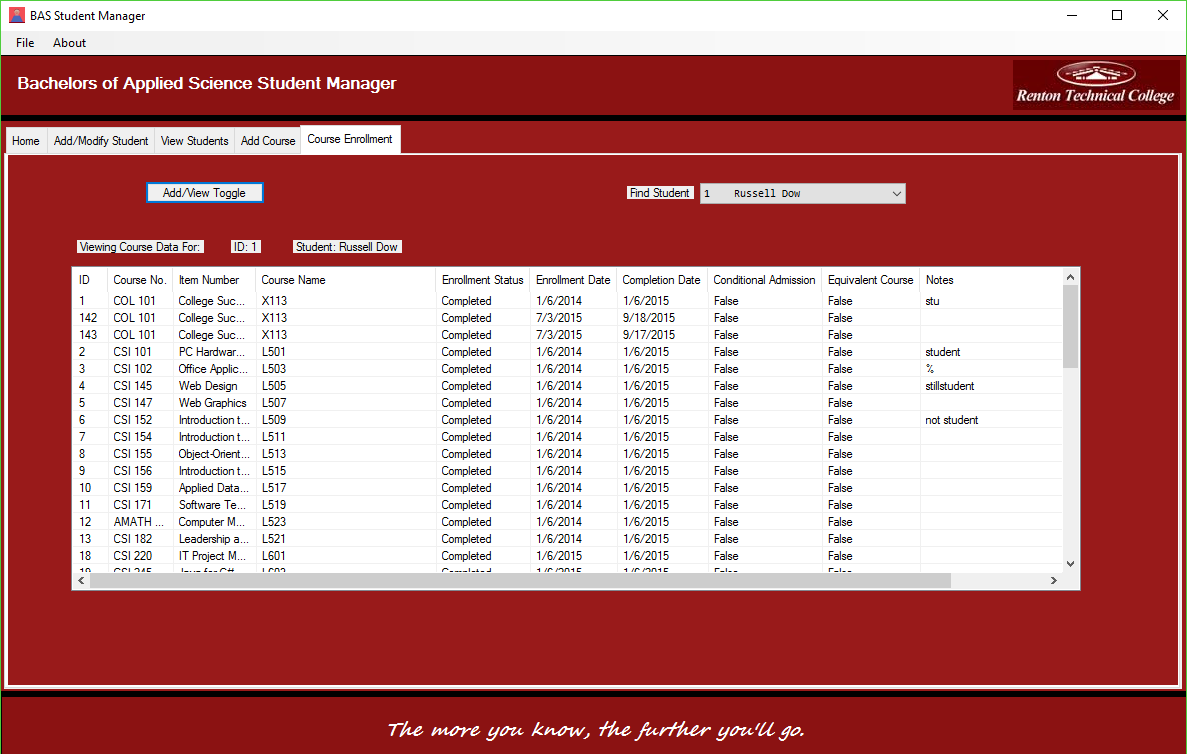 BAS Student Manager
File About
Bachelors of Applied Science Student Manager
Renton Technical College
Home Add/Modify Student View Students Add Course Course Enrollment
Add/View Toggle Find Student 1 Russell Dow
Viewing Course Data For: ID: 1 Student: Russell Dow
ID Course No. Item Number Course Name Enrollment Status Enrollment Date Completion Date Conditional Admission Equivalent Course Notes
1 COL 101 College Suc... X113 Completed 1/6/2014 1/6/2015 False False stu
142 COL 101 College Suc... X113 Completed 7/3/2015 9/18/2015 False False
143 COL 101 College Suc... X113 Completed 7/3/2015 9/17/2015 False False
2 CSI 101 PC Hardwar... L501 Completed 1/6/2014 1/6/2015 False False student
3 CSI 102 Office Applic... L503 Completed 1/6/2014 1/6/2015 False False %
4 CSI 145 Web Design L505 Completed 1/6/2014 1/6/2015 False False stillstudent
5 CSI 147 Web Graphics L507 Completed 1/6/2014 1/6/2015 False False
6 CSI 152 Introduction t... L509 Completed 1/6/2014 1/6/2015 False False not student
7 CSI 154 Introduction t... L511 Completed 1/6/2014 1/6/2015 False False
8 CSI 155 Object-Orient... L513 Completed 1/6/2014 1/6/2015 False False
9 CSI 156 Introduction t... L515 Completed 1/6/2014 1/6/2015 False False
10 CSI 159 Applied Data... L517 Completed 1/6/2014 1/6/2015 False False
11 CSI 171 Software Te... L519 Completed 1/6/2014 1/6/2015 False False
12 AMATH ... Computer M... L523 Completed 1/6/2014 1/6/2015 False False
13 CSI 182 Leadership a... L521 Completed 1/6/2014 1/6/2015 False False
18 CSI 220 IT Project M... L601 Completed 1/6/2014 1/6/2015 False False
The more you know, the further you'll go.